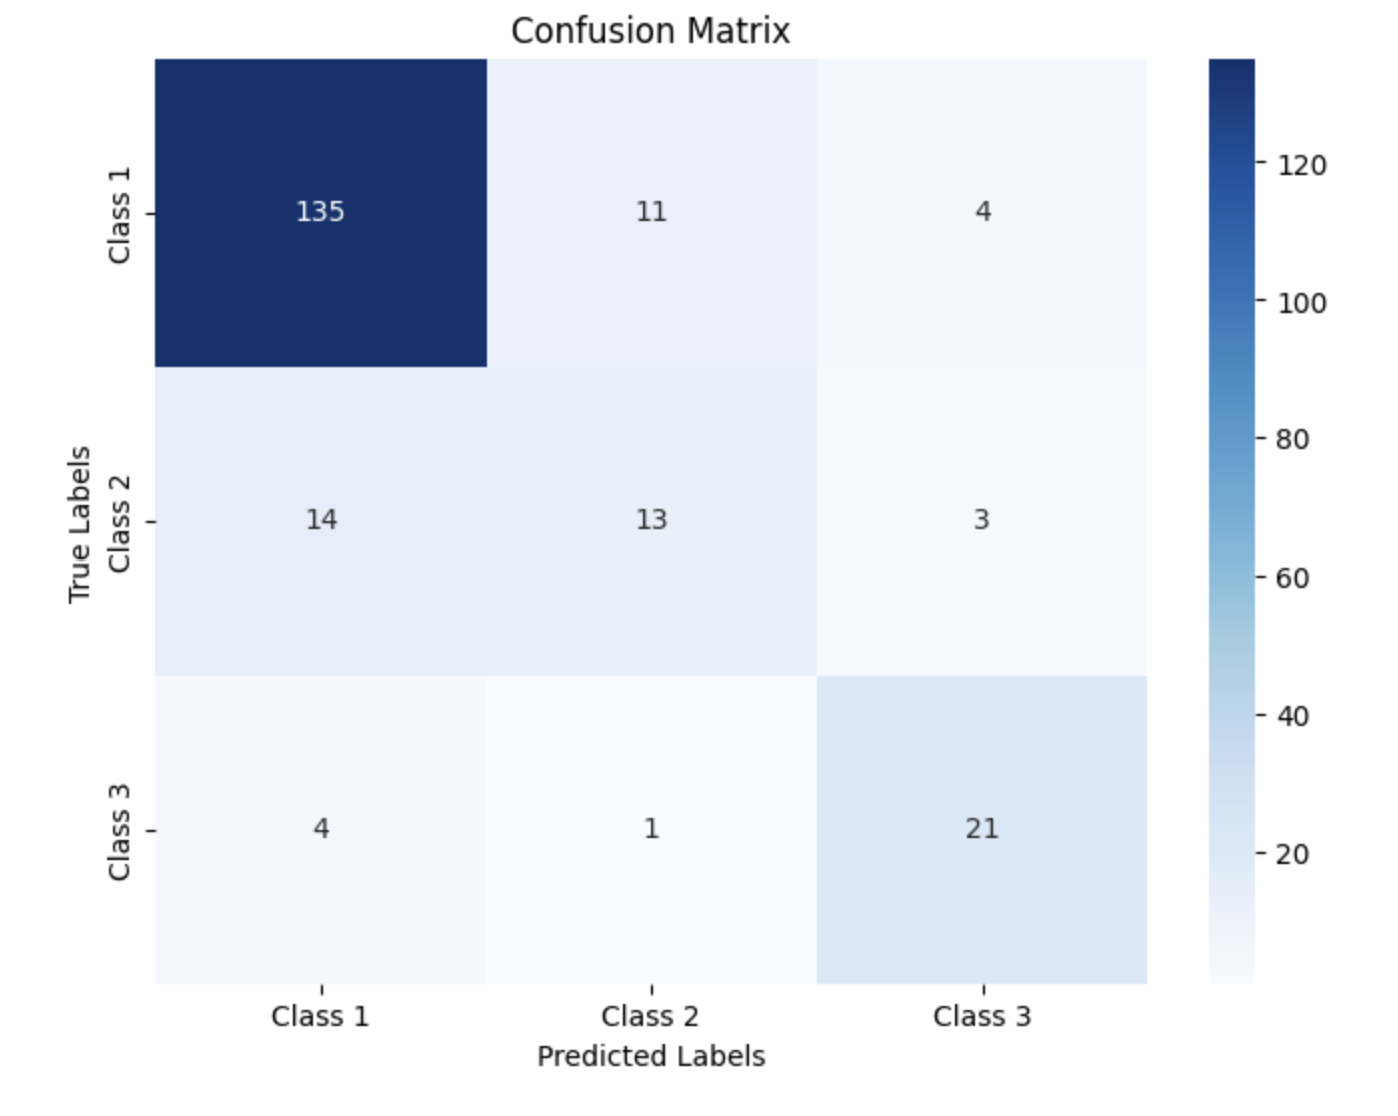 Confusion Matrix
True Labels
Class 1
135 11 4
Class 2
14 13 3
Class 3
4 1 21
Class 1 Class 2 Class 3
Predicted Labels
120
100
80
60
40
20